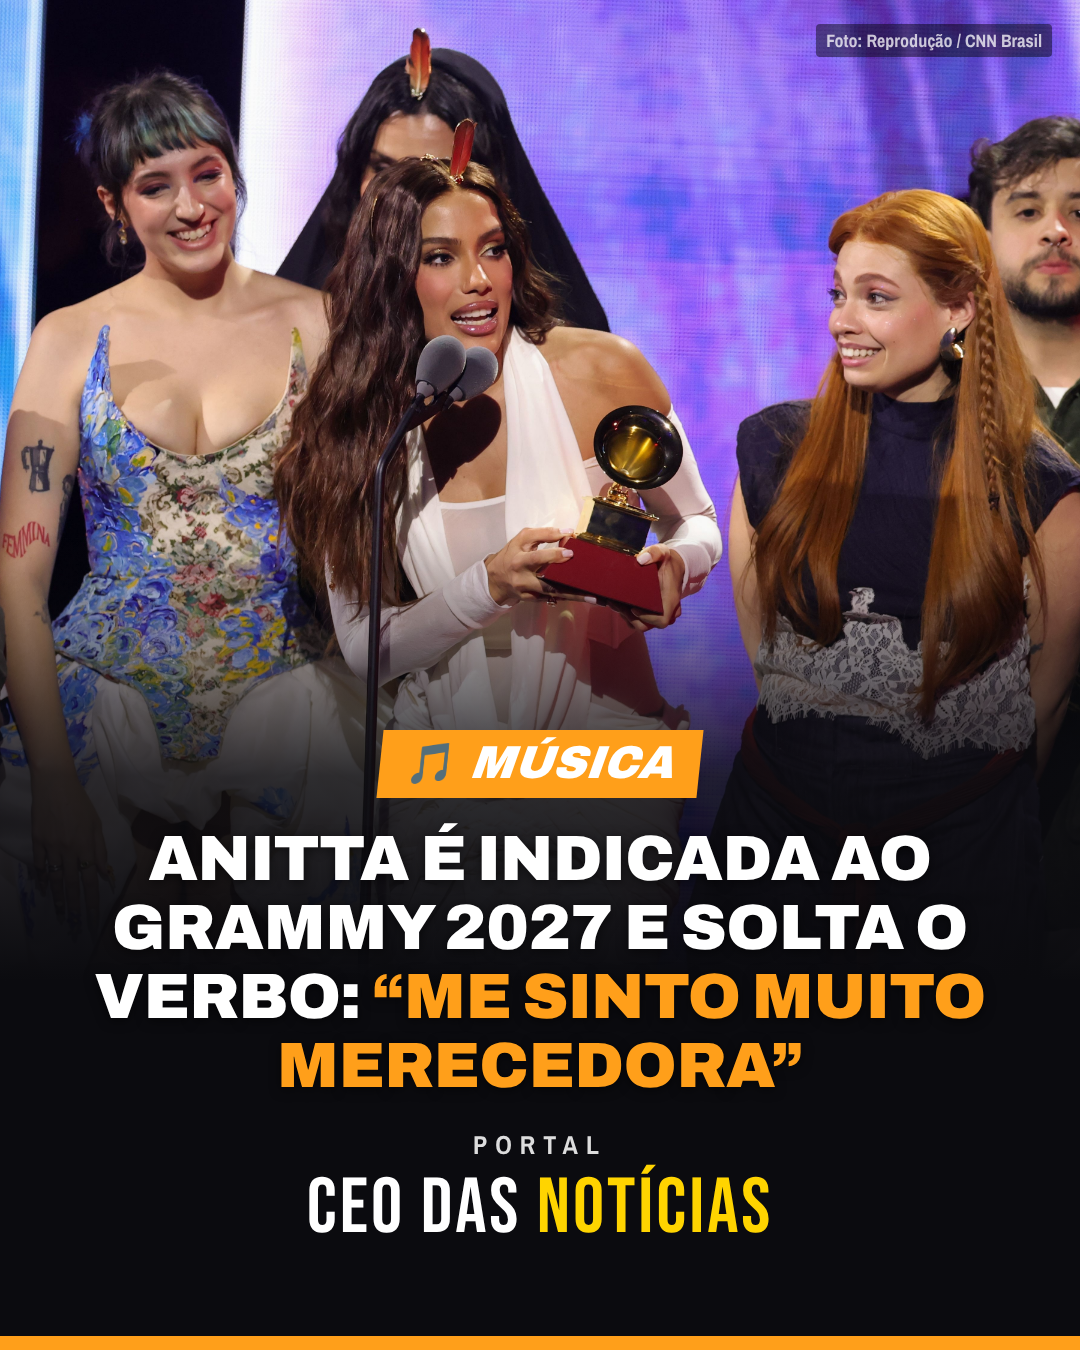 Foto: Reprodução / CNN Brasil
FEMMINA
🎵 MÚSICA
ANITTA É INDICADA AO
GRAMMY 2027 E SOLTA O
VERBO: “ME SINTO MUITO
MERECEDORA”
PORTAL
CEO DAS NOTÍCIAS